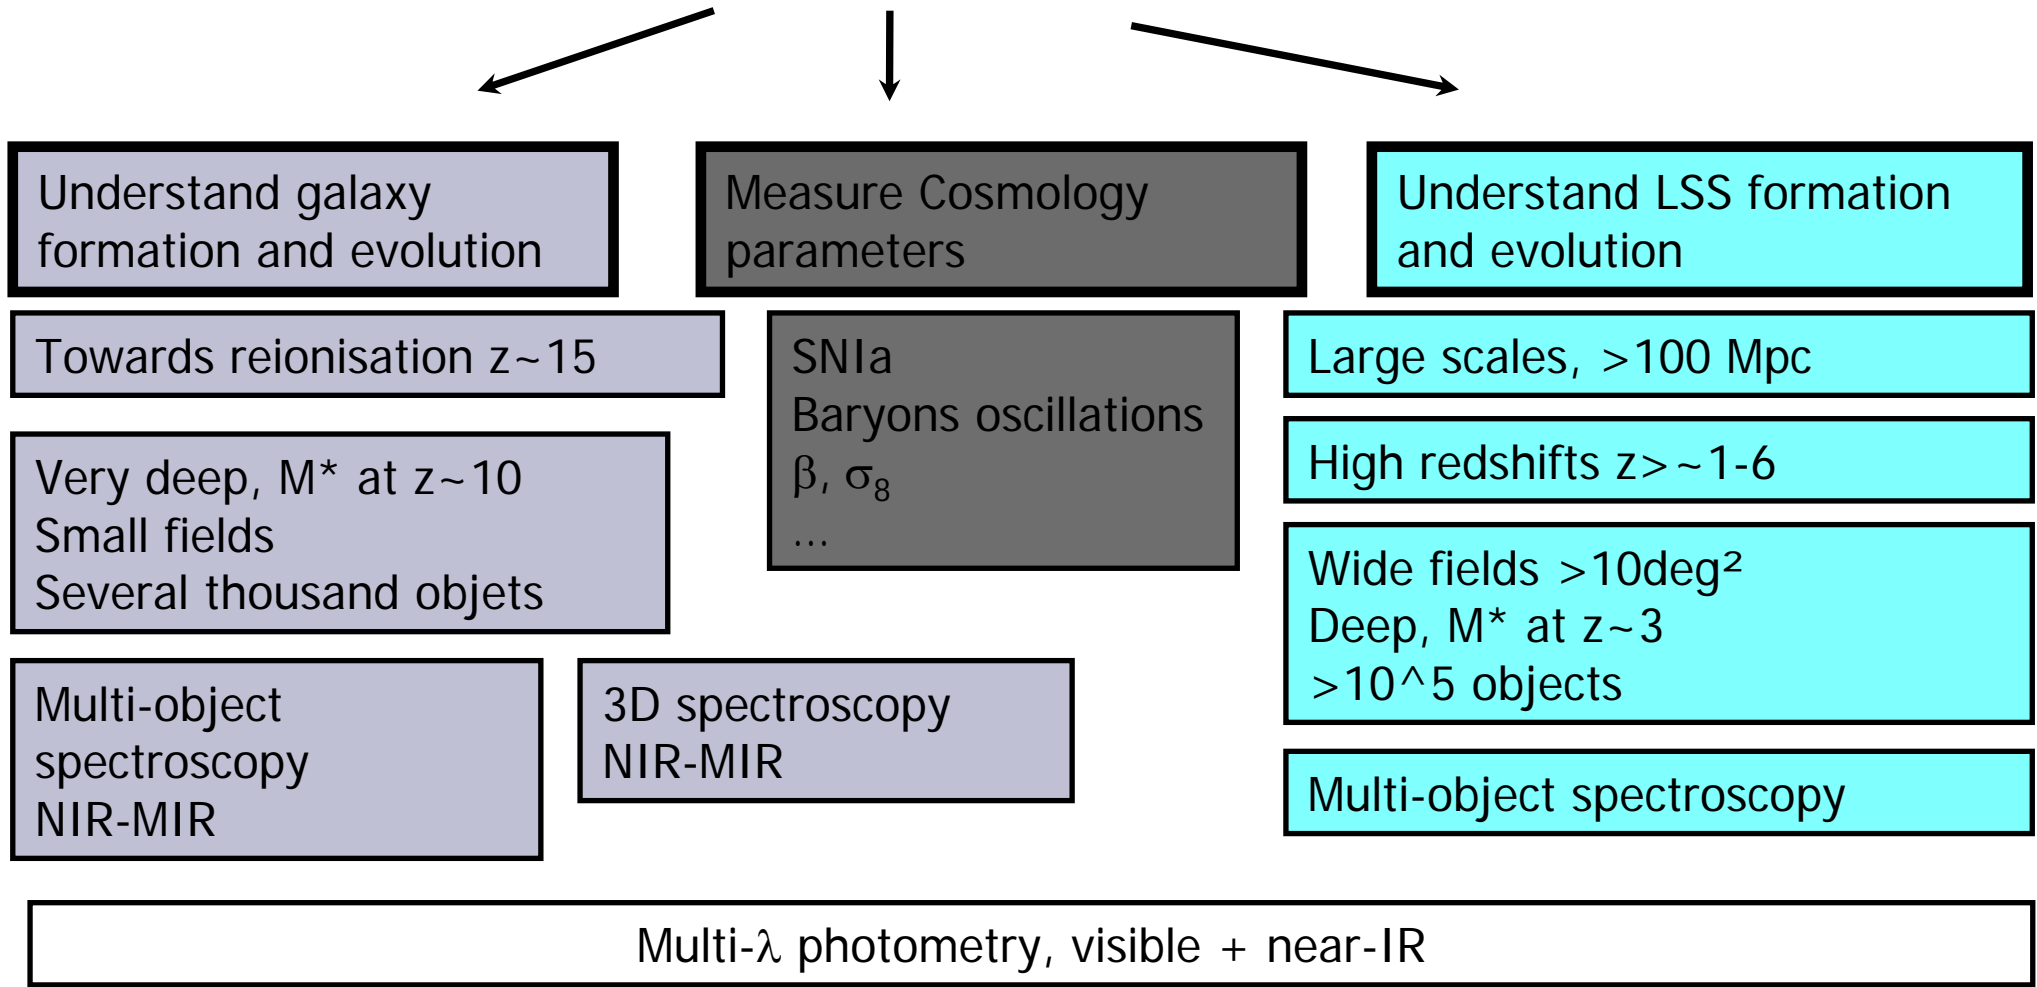 Understand galaxy
formation and evolution
Towards reionisation z~15
Very deep, M* at z~10
Small fields
Several thousand objets
Multi-object
spectroscopy
NIR-MIR
3D spectroscopy
NIR-MIR
Measure Cosmology
parameters
SNIa
Baryons oscillations
β, σ₈
...
Understand LSS formation
and evolution
Large scales, >100 Mpc
High redshifts z>~1-6
Wide fields >10deg²
Deep, M* at z~3
>10^5 objects
Multi-object spectroscopy
Multi-λ photometry, visible + near-IR